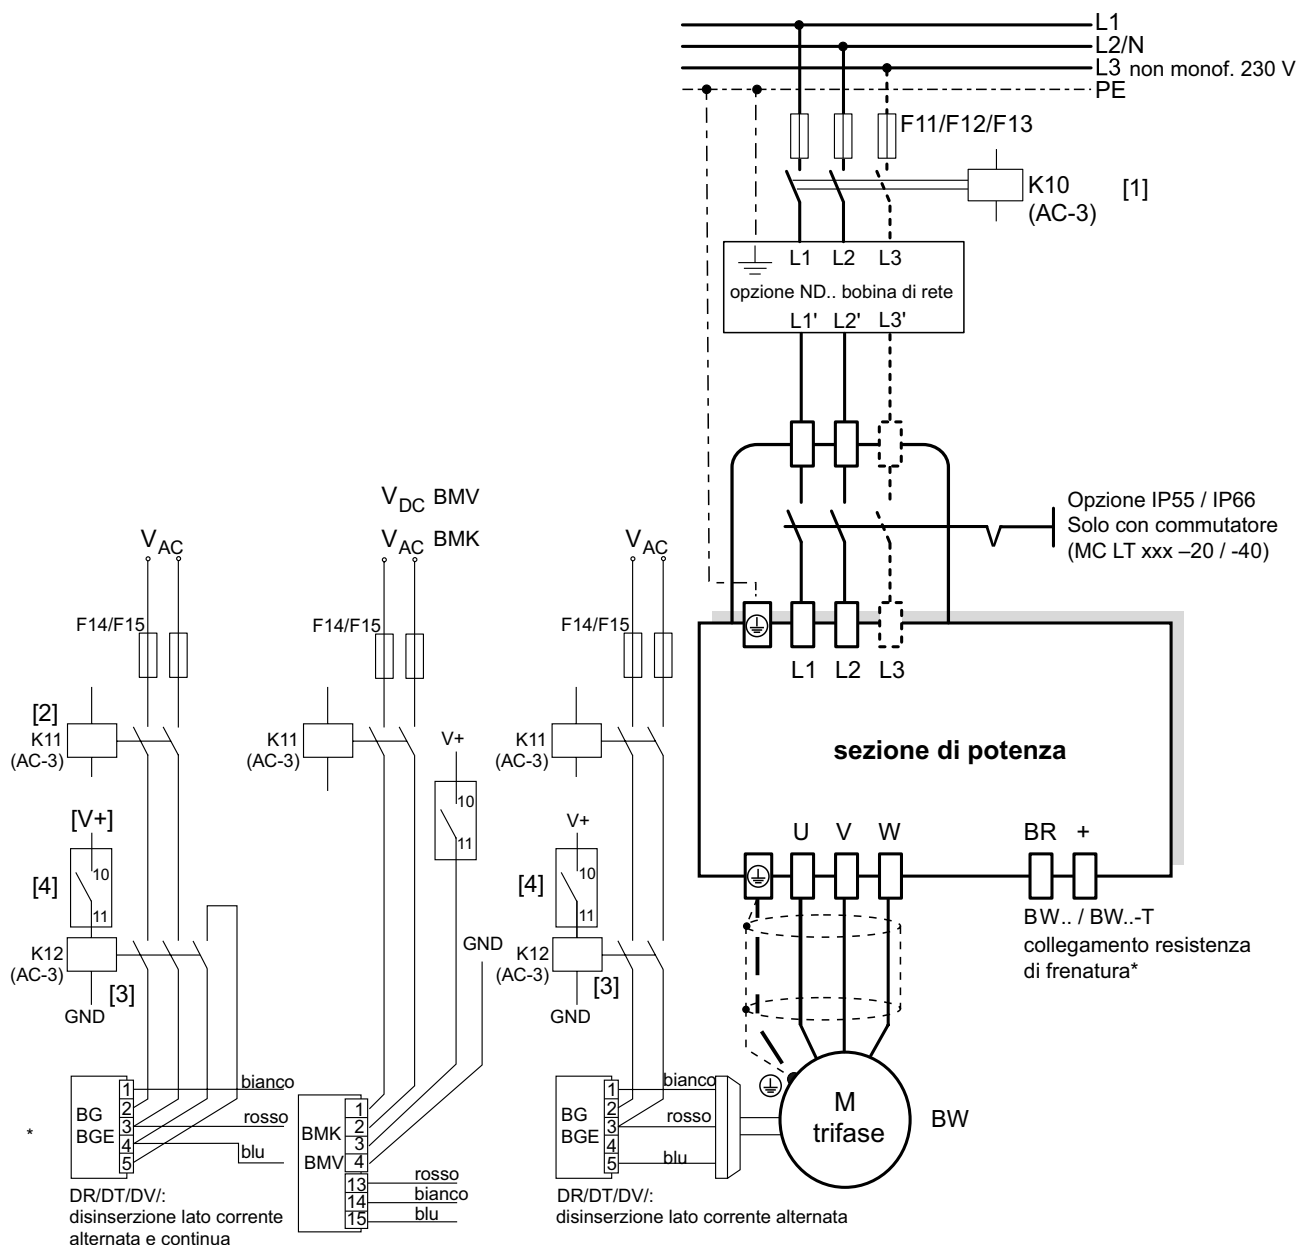 L1
L2/N
L3 non monof. 230 V
PE
F11/F12/F13
K10
(AC-3)
[1]
L1 L2 L3
opzione ND.. bobina di rete
L1' L2' L3'
Opzione IP55 / IP66
Solo con commutatore
(MC LT xxx –20 / -40)
L1 L2 L3
sezione di potenza
U V W BR +
BW.. / BW..-T
collegamento resistenza
di frenatura*
M
trifase
BW
VAC
F14/F15
[2]
K11
(AC-3)
[V+]
[4]
10
11
K12
(AC-3)
[3]
GND
BG
BGE
1
2
3
4
5
bianco
rosso
blu
*
DR/DT/DV/:
disinserzione lato corrente
alternata e continua
VDC BMV
VAC BMK
F14/F15
K11
(AC-3)
V+
10
11
GND
BMK
BMV
1
2
3
4
13
14
15
rosso
bianco
blu
VAC
F14/F15
K11
(AC-3)
V+
[4]
10
11
K12
(AC-3)
[3]
GND
BG
BGE
1
2
3
4
5
bianco
rosso
blu
DR/DT/DV/:
disinserzione lato corrente alternata